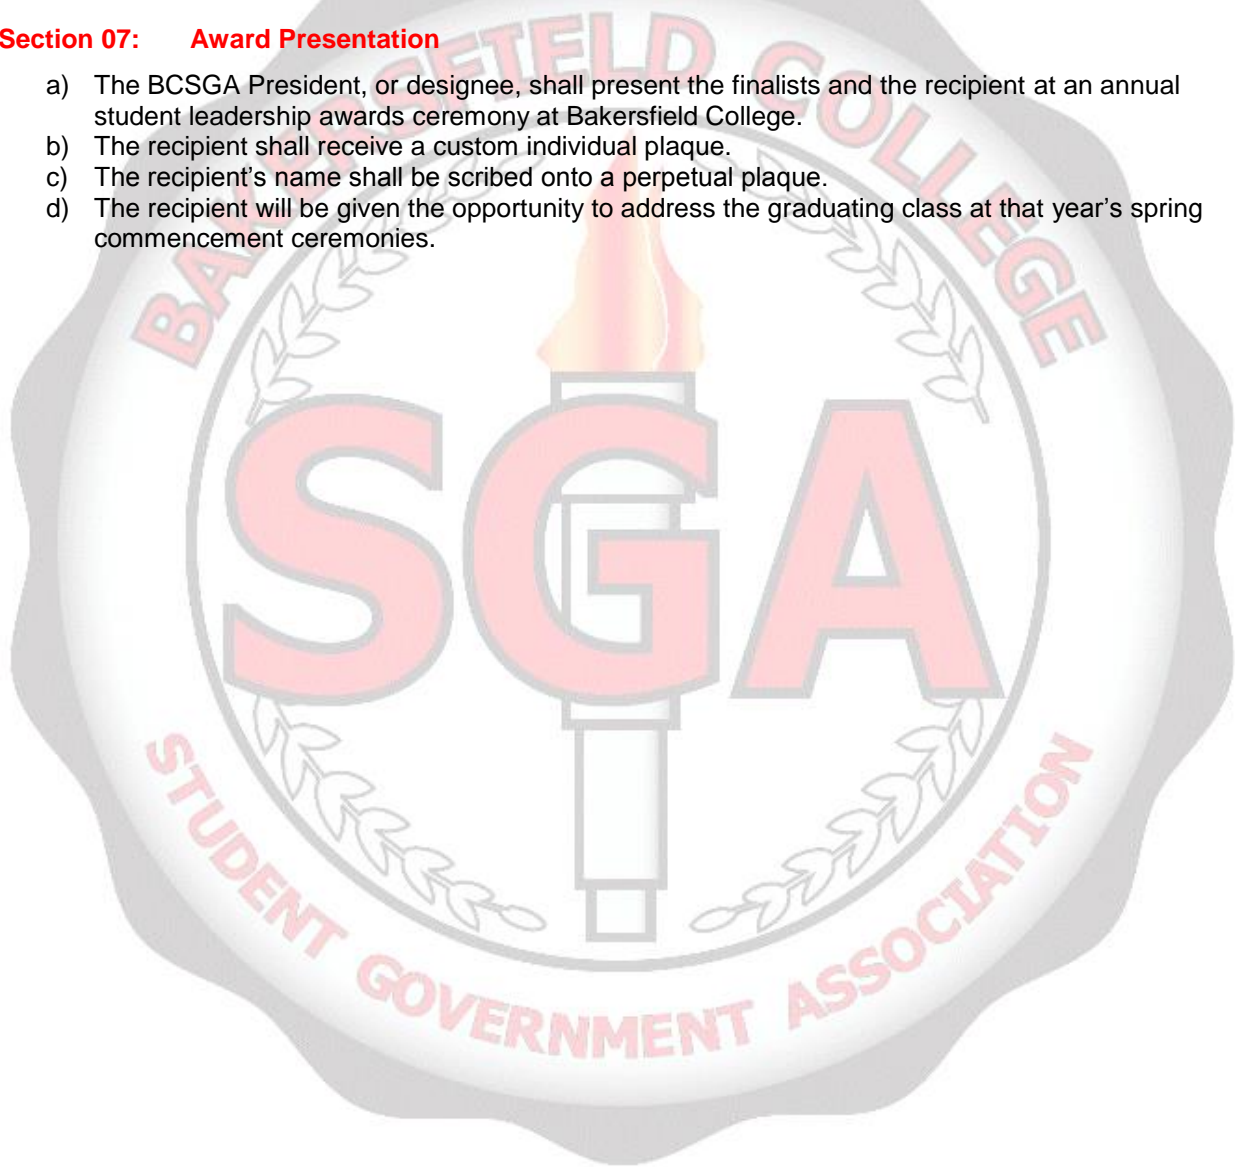 Section 07: Award Presentation
a) The BCSGA President, or designee, shall present the finalists and the recipient at an annual
student leadership awards ceremony at Bakersfield College.
b) The recipient shall receive a custom individual plaque.
c) The recipient’s name shall be scribed onto a perpetual plaque.
d) The recipient will be given the opportunity to address the graduating class at that year’s spring
commencement ceremonies.
BAKERSFIELD COLLEGE
SGA
STUDENT GOVERNMENT ASSOCIATION